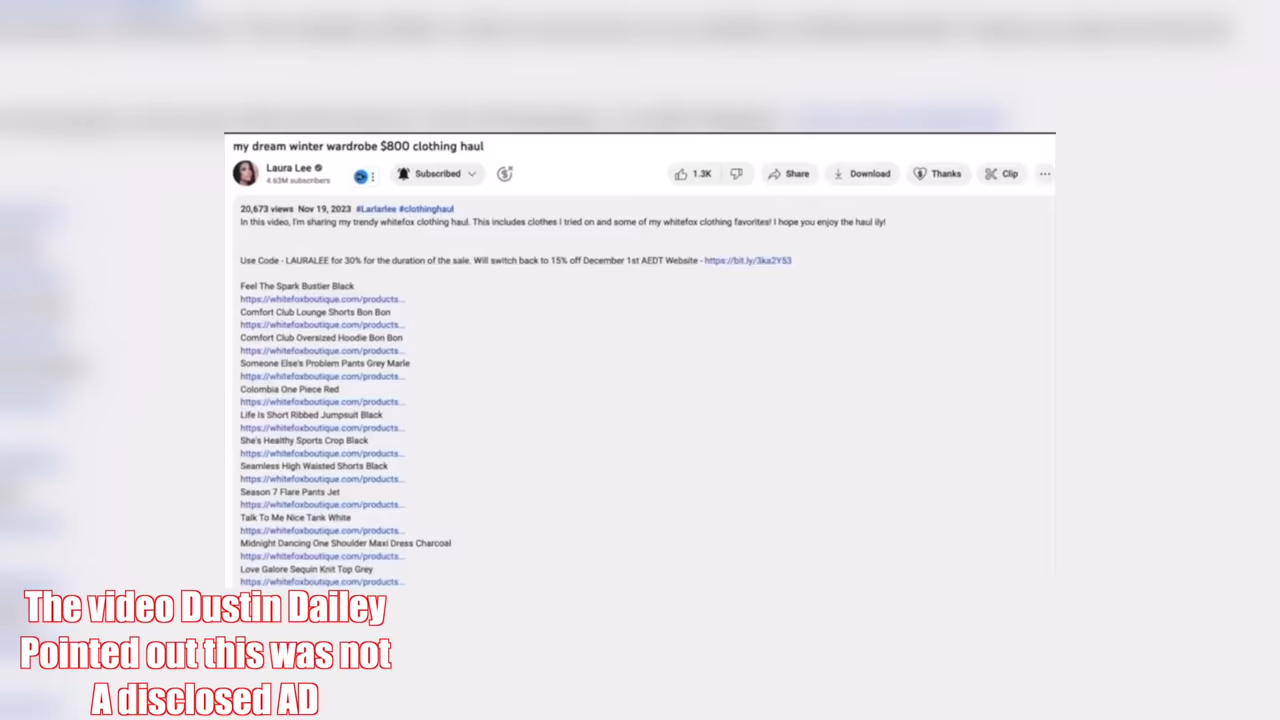 my dream winter wardrobe $800 clothing haul
Laura Lee
4.63M subscribers
Subscribed
1.3K
Share
Download
Thanks
Clip
20,673 views Nov 19, 2023 #Larlarlee #clothinghaul
In this video, I'm sharing my trendy whitefox clothing haul. This includes clothes I tried on and some of my whitefox clothing favorites! I hope you enjoy the haul ily!
Use Code - LAURALEE for 30% for the duration of the sale. Will switch back to 15% off December 1st AEDT Website - https://bit.ly/3ka2Y53
Feel The Spark Bustier Black
https://whitefoxboutique.com/products...
Comfort Club Lounge Shorts Bon Bon
https://whitefoxboutique.com/products...
Comfort Club Oversized Hoodie Bon Bon
https://whitefoxboutique.com/products...
Someone Else's Problem Pants Grey Marle
https://whitefoxboutique.com/products...
Colombia One Piece Red
https://whitefoxboutique.com/products...
Life Is Short Ribbed Jumpsuit Black
https://whitefoxboutique.com/products...
She's Healthy Sports Crop Black
https://whitefoxboutique.com/products...
Seamless High Waisted Shorts Black
https://whitefoxboutique.com/products...
Season 7 Flare Pants Jet
https://whitefoxboutique.com/products...
Talk To Me Nice Tank White
https://whitefoxboutique.com/products...
Midnight Dancing One Shoulder Maxi Dress Charcoal
https://whitefoxboutique.com/products...
Love Galore Sequin Knit Top Grey
https://whitefoxboutique.com/products...
The video Dustin Dailey
Pointed out this was not
A disclosed AD